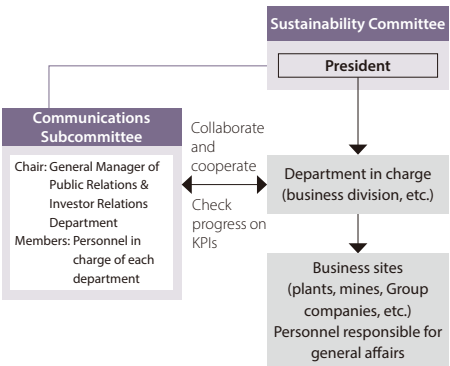 Sustainability Committee
President
Communications
Subcommittee
Chair: General Manager of
Public Relations &
Investor Relations
Department
Members: Personnel in
charge of each
department
Collaborate
and
cooperate
Check
progress on
KPIs
Department in charge
(business division, etc.)
Business sites
(plants, mines, Group
companies, etc.)
Personnel responsible for
general affairs